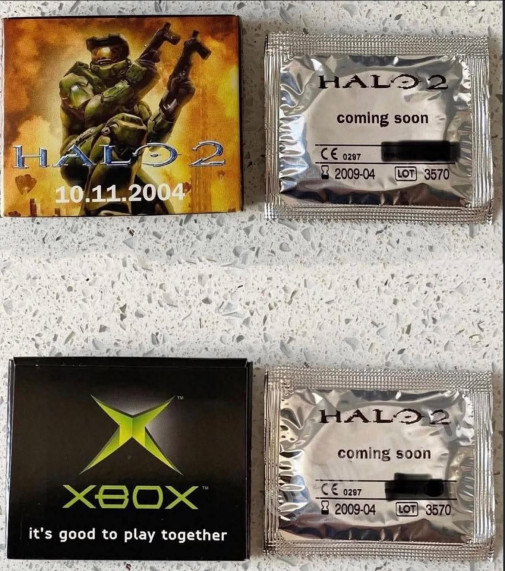 HALO 2
10.11.2004
HALO 2
coming soon
CE 0297
2009-04 LOT 3570
XBOX™
it's good to play together
HALO 2
coming soon
CE 0297
2009-04 LOT 3570